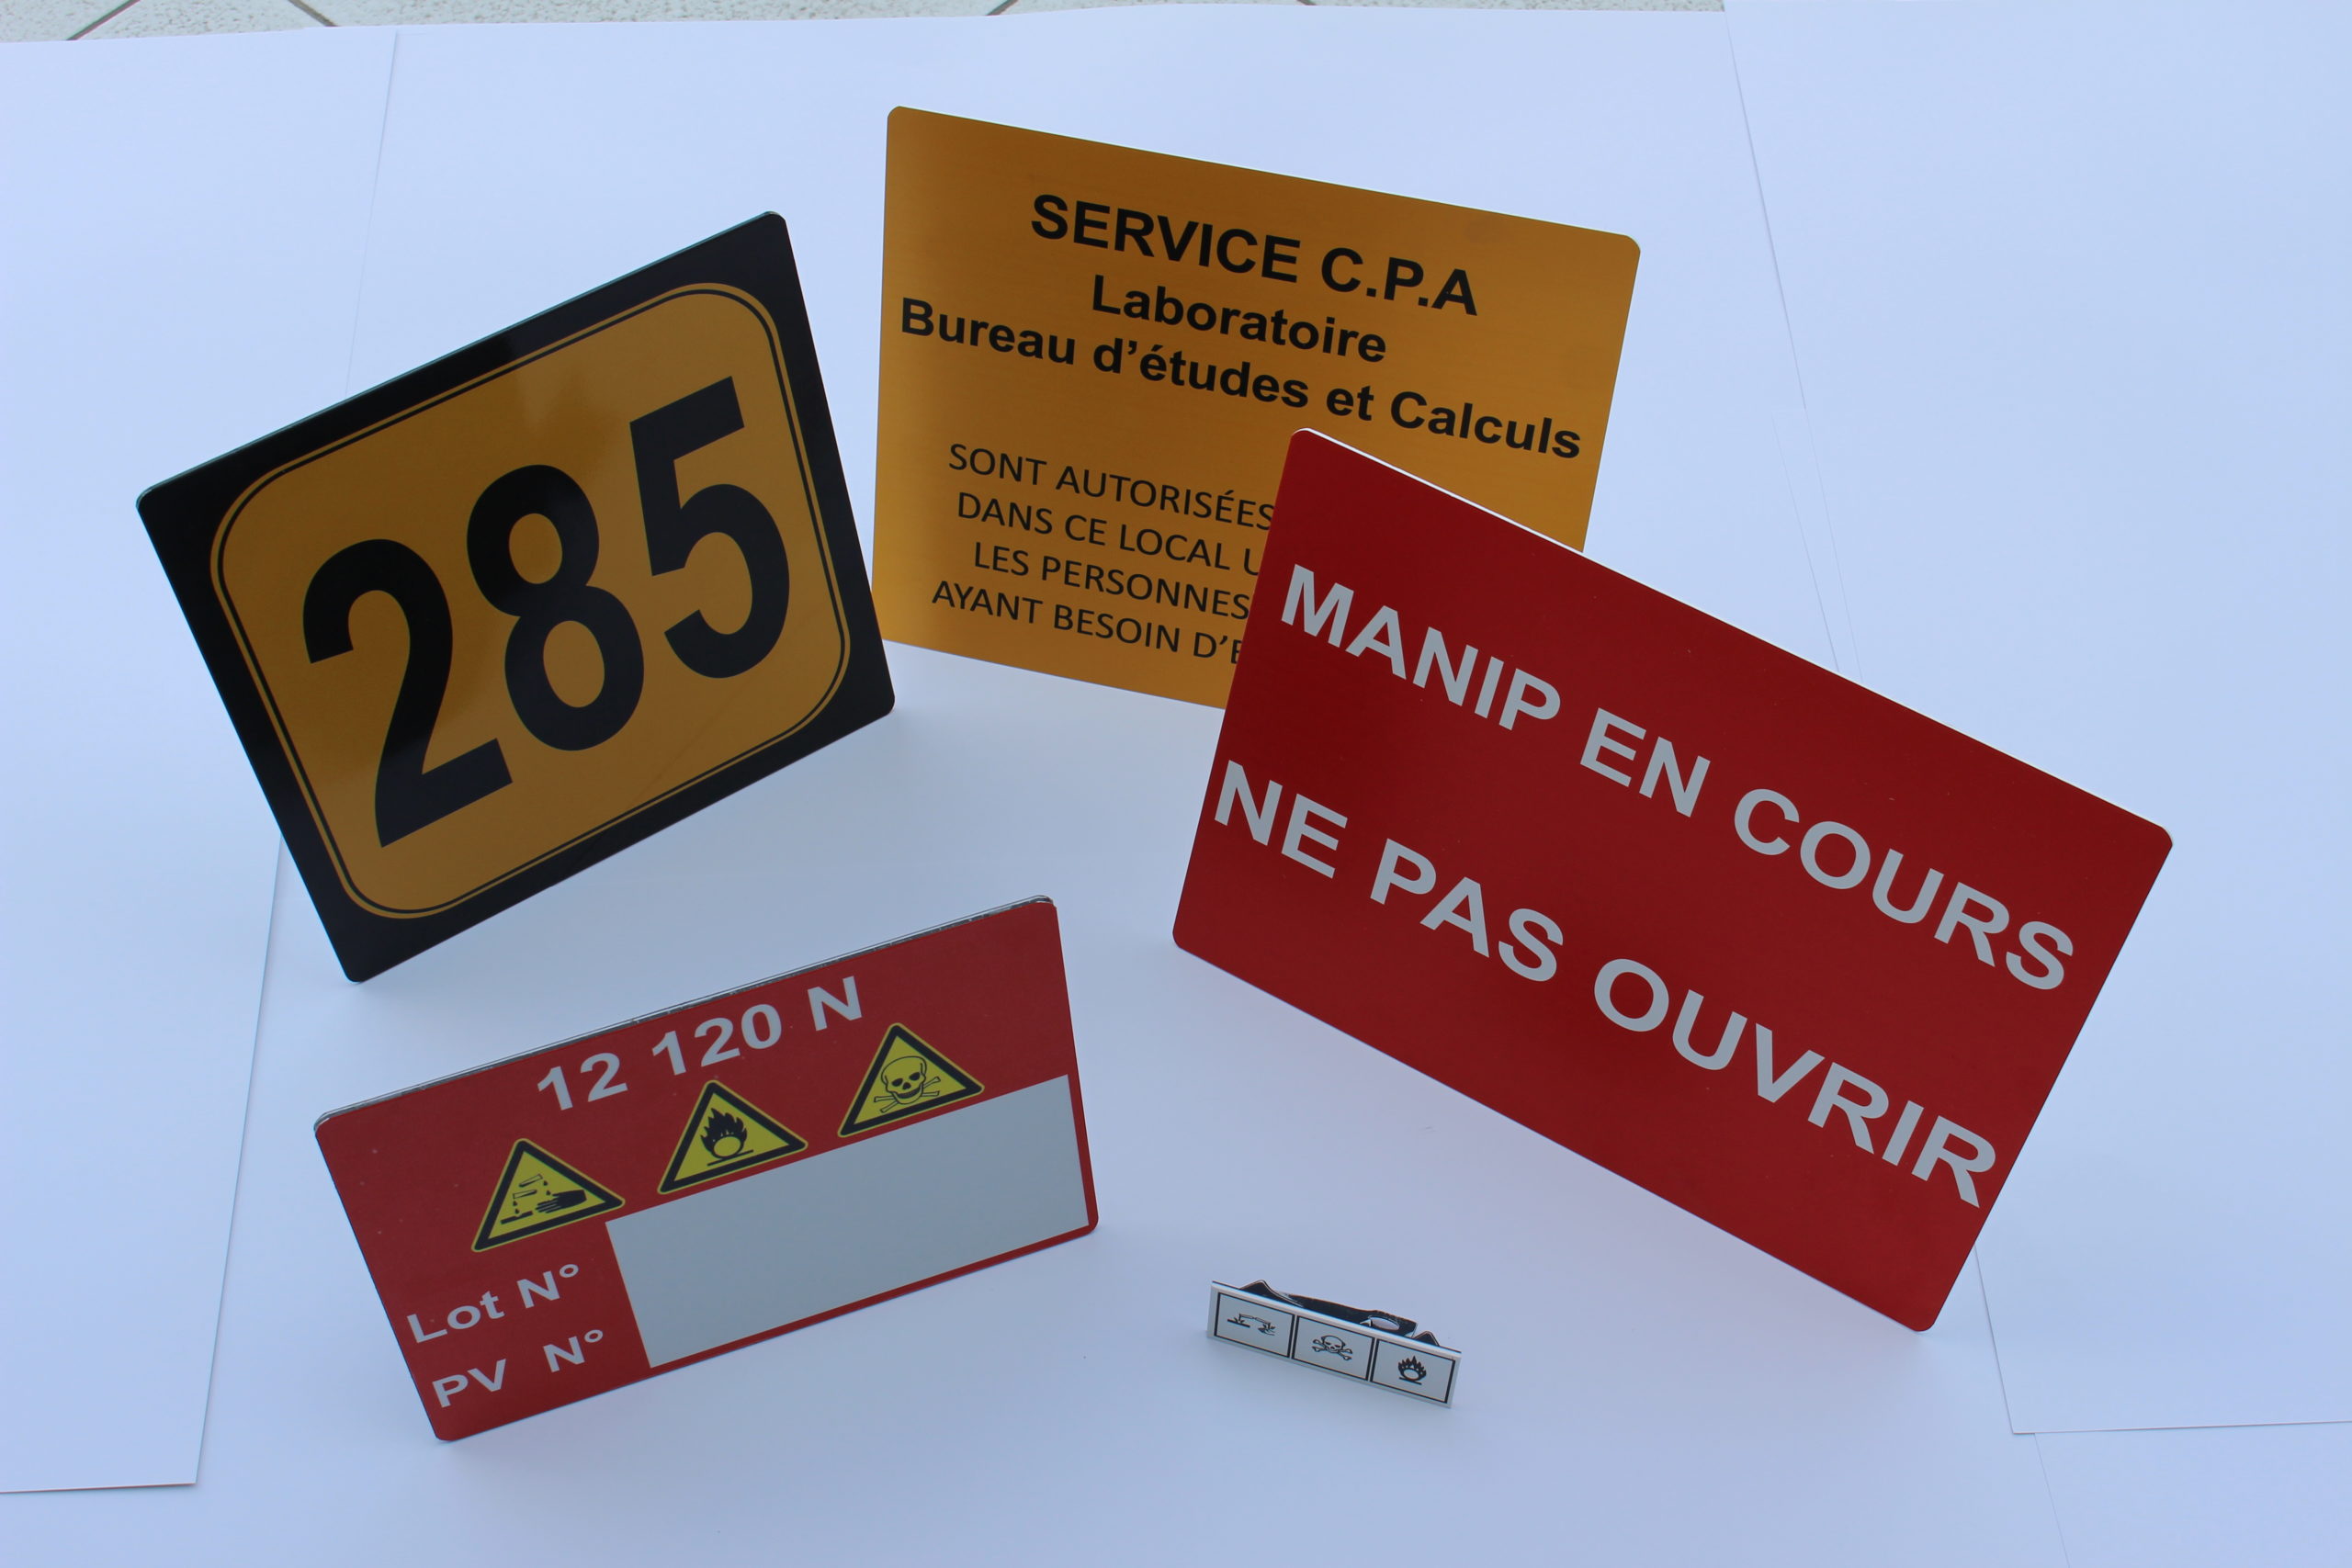 285
SERVICE C.P.A
Laboratoire
Bureau d'études et Calculs
SONT AUTORISÉES
DANS CE LOCAL
LES PERSONNES
AYANT BESOIN
MANIP EN COURS
NE PAS OUVRIR
12 120 N
Lot N°
PV N°